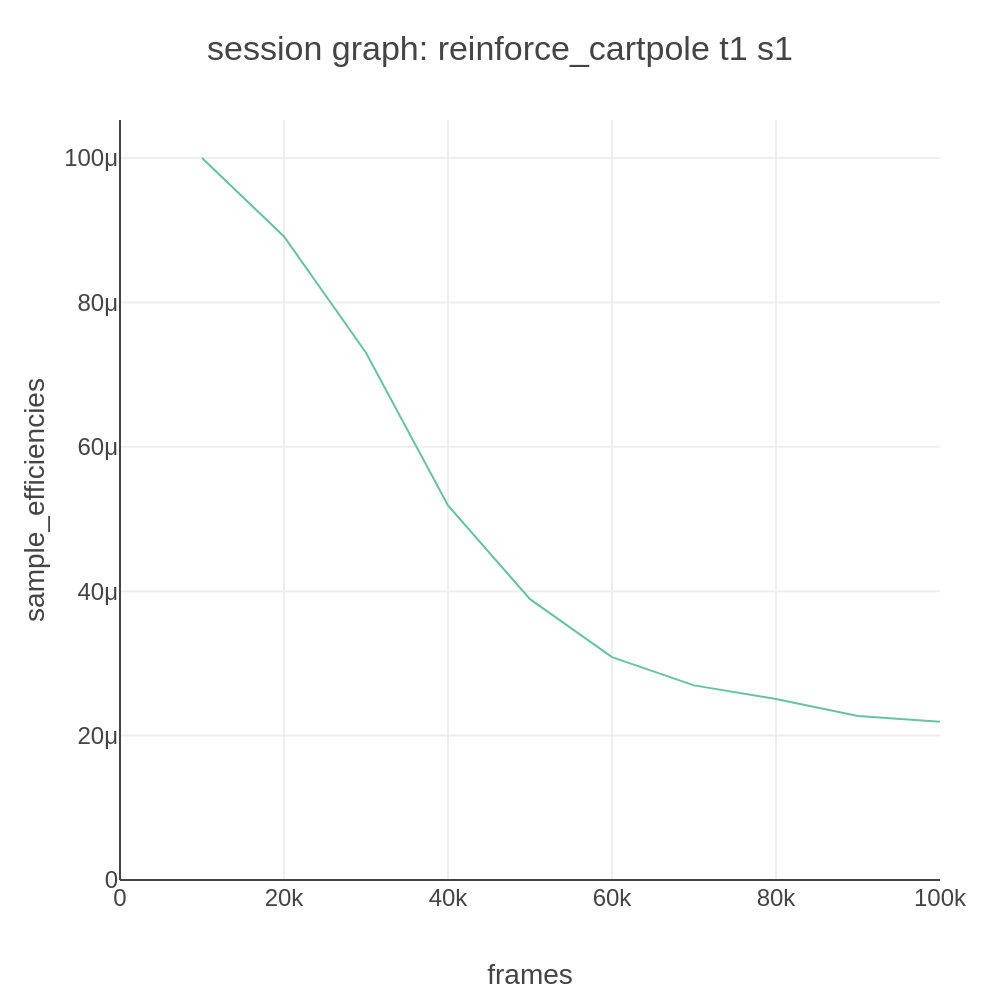 session graph: reinforce_cartpole t1 s1
100μ
80μ
60μ
40μ
20μ
0
sample_efficiencies
0 20k 40k 60k 80k 100k
frames